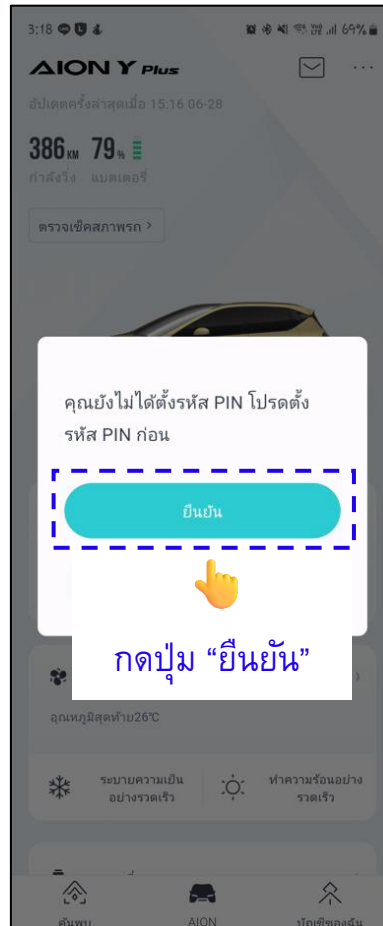 3:18 69%
AION Y Plus
อัปเดตครั้งล่าสุดเมื่อ 15:16 06-28
386 KM 79 %
กำลังวิ่ง แบตเตอรี่
ตรวจเช็คสภาพรถ >
คุณยังไม่ได้ตั้งรหัส PIN โปรดตั้ง
รหัส PIN ก่อน
ยืนยัน
กดปุ่ม “ยืนยัน”
อุณหภูมิสุดท้าย26℃
ระบายความเย็น
อย่างรวดเร็ว
ทำความร้อนอย่าง
รวดเร็ว
ค้นพบ AION บัญชีของฉัน